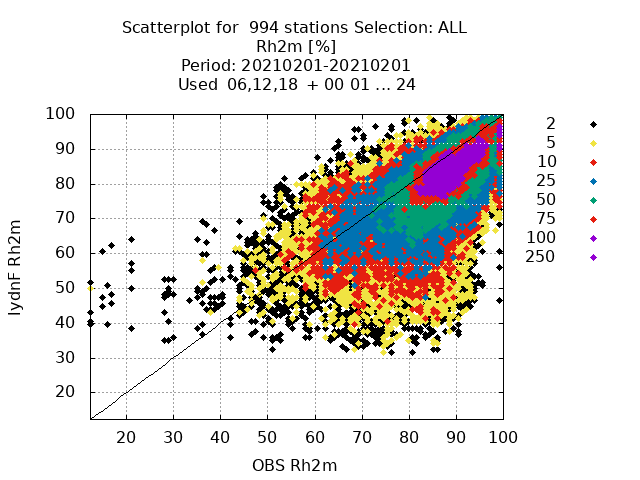 Scatterplot for  994 stations Selection: ALL
Rh2m [%]
Period: 20210201-20210201
Used  06,12,18  + 00 01 ... 24
lydnF Rh2m
100
90
80
70
60
50
40
30
20
20 30 40 50 60 70 80 90 100
OBS Rh2m
2
5
10
25
50
75
100
250